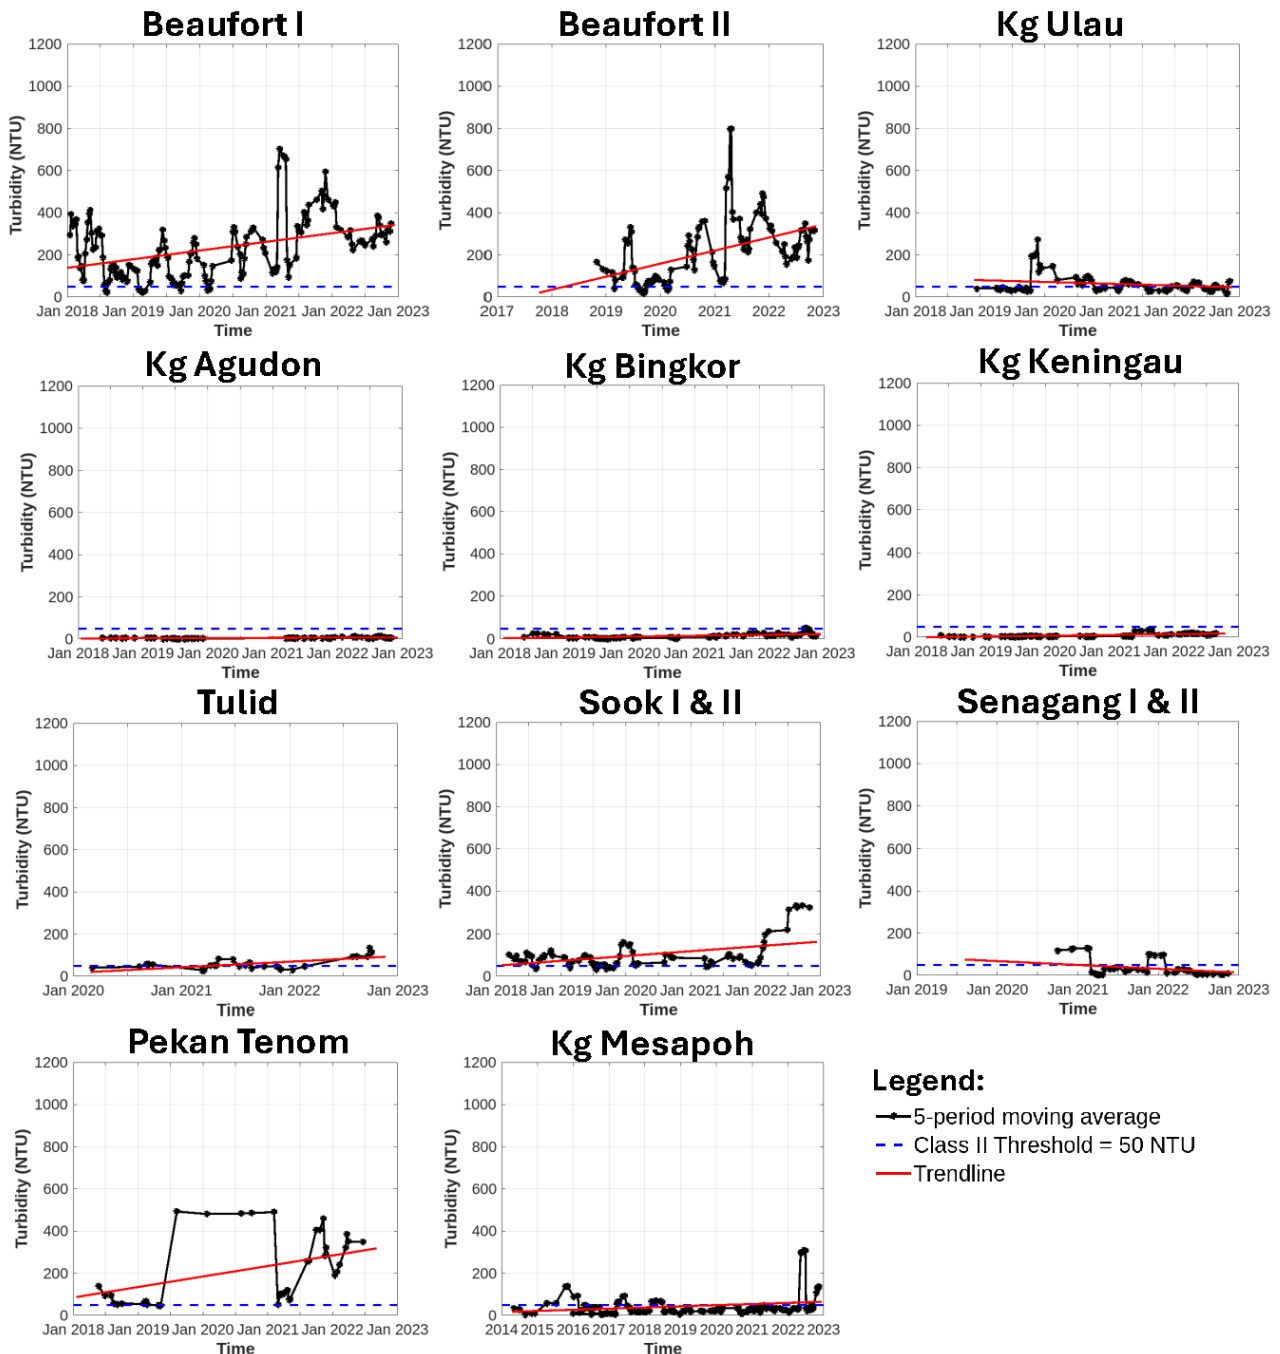 Beaufort I
Beaufort II
Kg Ulau
1200
1000
800
600
400
200
0
Turbidity (NTU)
Jan 2018 Jan 2019 Jan 2020 Jan 2021 Jan 2022 Jan 2023
Time
1200
1000
800
600
400
200
0
Turbidity (NTU)
2017 2018 2019 2020 2021 2022 2023
Time
1200
1000
800
600
400
200
0
Turbidity (NTU)
Jan 2018 Jan 2019 Jan 2020 Jan 2021 Jan 2022 Jan 2023
Time
Kg Agudon
Kg Bingkor
Kg Keningau
1200
1000
800
600
400
200
0
Turbidity (NTU)
Jan 2018 Jan 2019 Jan 2020 Jan 2021 Jan 2022 Jan 2023
Time
1200
1000
800
600
400
200
0
Turbidity (NTU)
Jan 2018 Jan 2019 Jan 2020 Jan 2021 Jan 2022 Jan 2023
Time
1200
1000
800
600
400
200
0
Turbidity (NTU)
Jan 2018 Jan 2019 Jan 2020 Jan 2021 Jan 2022 Jan 2023
Time
Tulid
Sook I & II
Senagang I & II
1200
1000
800
600
400
200
0
Turbidity (NTU)
Jan 2020 Jan 2021 Jan 2022 Jan 2023
Time
1200
1000
800
600
400
200
0
Turbidity (NTU)
Jan 2018 Jan 2019 Jan 2020 Jan 2021 Jan 2022 Jan 2023
Time
1200
1000
800
600
400
200
0
Turbidity (NTU)
Jan 2019 Jan 2020 Jan 2021 Jan 2022 Jan 2023
Time
Pekan Tenom
Kg Mesapoh
1200
1000
800
600
400
200
0
Turbidity (NTU)
Jan 2018 Jan 2019 Jan 2020 Jan 2021 Jan 2022 Jan 2023
Time
1200
1000
800
600
400
200
0
Turbidity (NTU)
2014 2015 2016 2017 2018 2019 2020 2021 2022 2023
Time
Legend:
5-period moving average
Class II Threshold = 50 NTU
Trendline